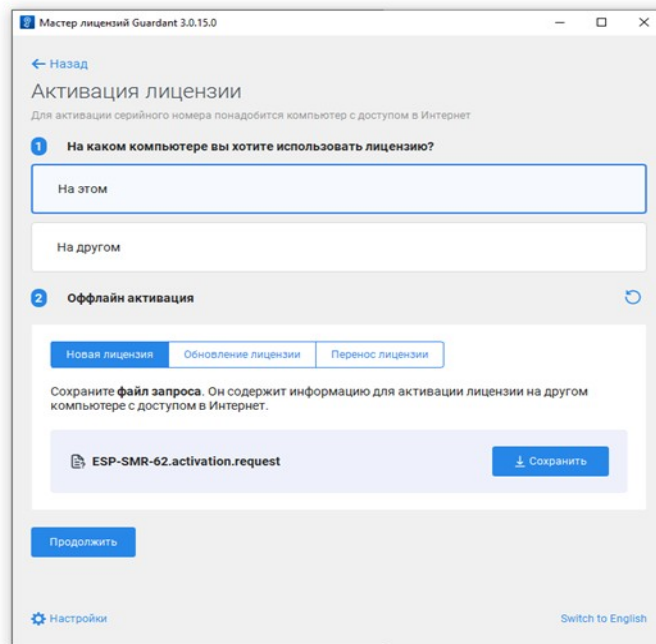 Мастер лицензий Guardant 3.0.15.0
Назад
Активация лицензии
Для активации серийного номера понадобится компьютер с доступом в Интернет
1 На каком компьютере вы хотите использовать лицензию?
На этом
На другом
2 Оффлайн активация
Новая лицензия Обновление лицензии Перенос лицензии
Сохраните файл запроса. Он содержит информацию для активации лицензии на другом
компьютере с доступом в Интернет.
ESP-SMR-62.activation.request Сохранить
Продолжить
Настройки Switch to English